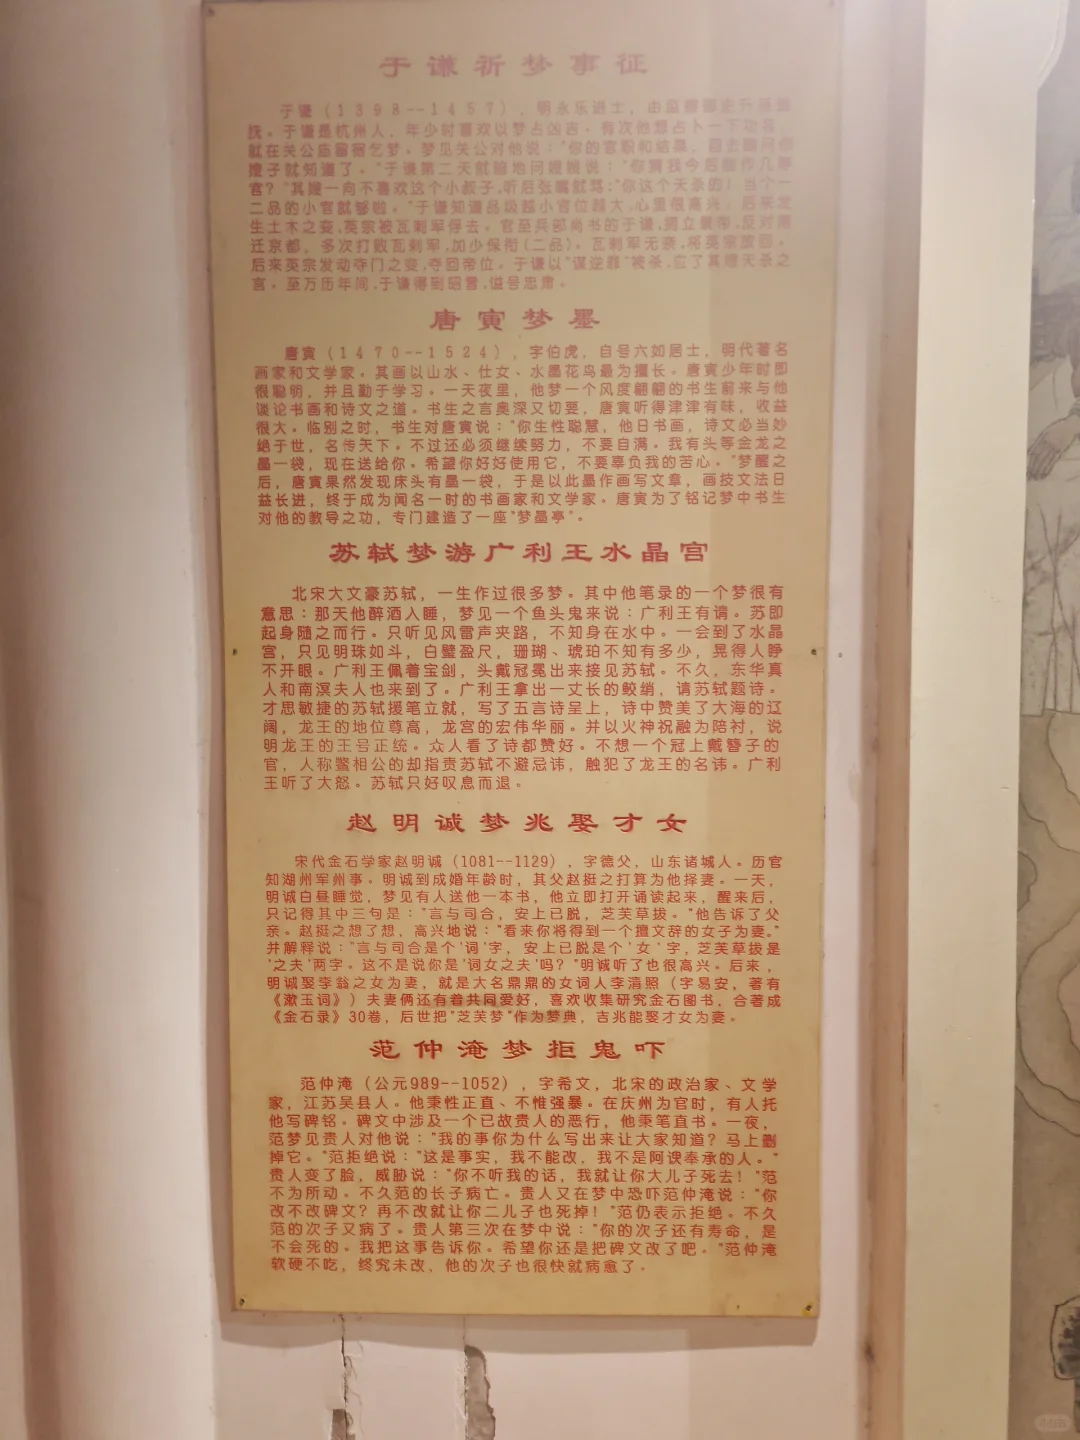 于谦祈梦事征
于谦（1398--1457），明永乐进士，由监察御史升至巡
抚。于谦是杭州人，年少时喜欢以梦占凶吉。有次他想占卜一下功名，
就在关公庙留宿乞梦。梦见关公对他说："你的官职和结果，回去随问你
嫂子就知道了。"于谦第二天就暗地问嫂嫂说："你猜我今后能作几等
官？"其嫂一向不喜欢这个小叔子，听后张嘴就骂："你这个天杀的！当个一
二品的小官就够啦。"于谦知道品级越小官位越大，心里很高兴。后来发
生土木之变，英宗被瓦剌军俘去。官至兵部尚书的于谦，拥立景帝，反对南
迁京都，多次打败瓦剌军，加少保衔（二品）。瓦剌军无奈，将英宗放回。
后来英宗发动夺门之变，夺回帝位。于谦以"谋逆罪"被杀，应了其嫂天杀之
言。至万历年间，于谦得到昭雪，谥号忠肃。
唐寅梦墨
唐寅（1470--1524），字伯虎，自号六如居士，明代著名
画家和文学家。其画以山水、仕女、水墨花鸟最为擅长。唐寅少年时即
很聪明，并且勤于学习。一天夜里，他梦一个风度翩翩的书生前来与他
谈论书画和诗文之道。书生之言奥深又切要，唐寅听得津津有味，收益
很大。临别之时，书生对唐寅说："你生性聪慧，他日书画，诗文必当妙
绝于世，名传天下。不过还必须继续努力，不要自满。我有头等金龙之
墨一袋，现在送给你。希望你好好使用它，不要辜负我的苦心。"梦醒之
后，唐寅果然发现床头有墨一袋，于是以此墨作画写文章，画技文法日
益长进，终于成为闻名一时的书画家和文学家。唐寅为了铭记梦中书生
对他的教导之功，专门建造了一座"梦墨亭"。
苏轼梦游广利王水晶宫
北宋大文豪苏轼，一生作过很多梦。其中他笔录的一个梦很有
意思：那天他醉酒入睡，梦见一个鱼头鬼来说：广利王有请。苏即
起身随之而行。只听见风雷声夹路，不知身在水中。一会到了水晶
宫，只见明珠如斗，白璧盈尺，珊瑚、琥珀不知有多少，晃得人睁
不开眼。广利王佩着宝剑，头戴冠冕出来接见苏轼。不久，东华真
人和南溟夫人也来到了。广利王拿出一丈长的鲛绡，请苏轼题诗。
才思敏捷的苏轼援笔立就，写了五言诗呈上，诗中赞美了大海的辽
阔，龙王的地位尊高，龙宫的宏伟华丽。并以火神祝融为陪衬，说
明龙王的王号正统。众人看了诗都赞好。不想一个冠上戴簪子的
官，人称鳖相公的却指责苏轼不避忌讳，触犯了龙王的名讳。广利
王听了大怒。苏轼只好叹息而退。
赵明诚梦兆娶才女
宋代金石学家赵明诚（1081--1129），字德父，山东诸城人。历官
知湖州军州事。明诚到成婚年龄时，其父赵挺之打算为他择妻。一天，
明诚白昼睡觉，梦见有人送他一本书，他立即打开诵读起来，醒来后，
只记得其中三句是："言与司合，安上已脱，芝芙草拔。"他告诉了父
亲。赵挺之想了想，高兴地说："看来你将得到一个擅文辞的女子为妻。"
并解释说："言与司合是个'词'字，安上已脱是个'女'字，芝芙草拔是
'之夫'两字。这不是说你是'词女之夫'吗？"明诚听了也很高兴。后来，
明诚娶李翁之女为妻，就是大名鼎鼎的女词人李清照（字易安，著有
《漱玉词》）夫妻俩还有着共同爱好，喜欢收集研究金石图书，合著成
《金石录》30卷，后世把"芝芙梦"作为梦典，吉兆能娶才女为妻。
范仲淹梦拒鬼吓
范仲淹（公元989--1052），字希文，北宋的政治家、文学
家，江苏吴县人。他秉性正直、不惟强暴。在庆州为官时，有人托
他写碑铭。碑文中涉及一个已故贵人的恶行，他秉笔直书。一夜，
范梦见贵人对他说："我的事你为什么写出来让大家知道？马上删
掉它。"范拒绝说："这是事实，我不能改，我不是阿谀奉承的人。"
贵人变了脸，威胁说："你不听我的话，我就让你大儿子死去！"范
不为所动。不久范的长子病亡。贵人又在梦中恐吓范仲淹说："你
改不改碑文？再不改就让你二儿子也死掉！"范仍表示拒绝。不久
范的次子又病了。贵人第三次在梦中说："你的次子还有寿命，是
不会死的。我把这事告诉你。希望你还是把碑文改了吧。"范仲淹
软硬不吃，终究未改，他的次子也很快就病愈了。